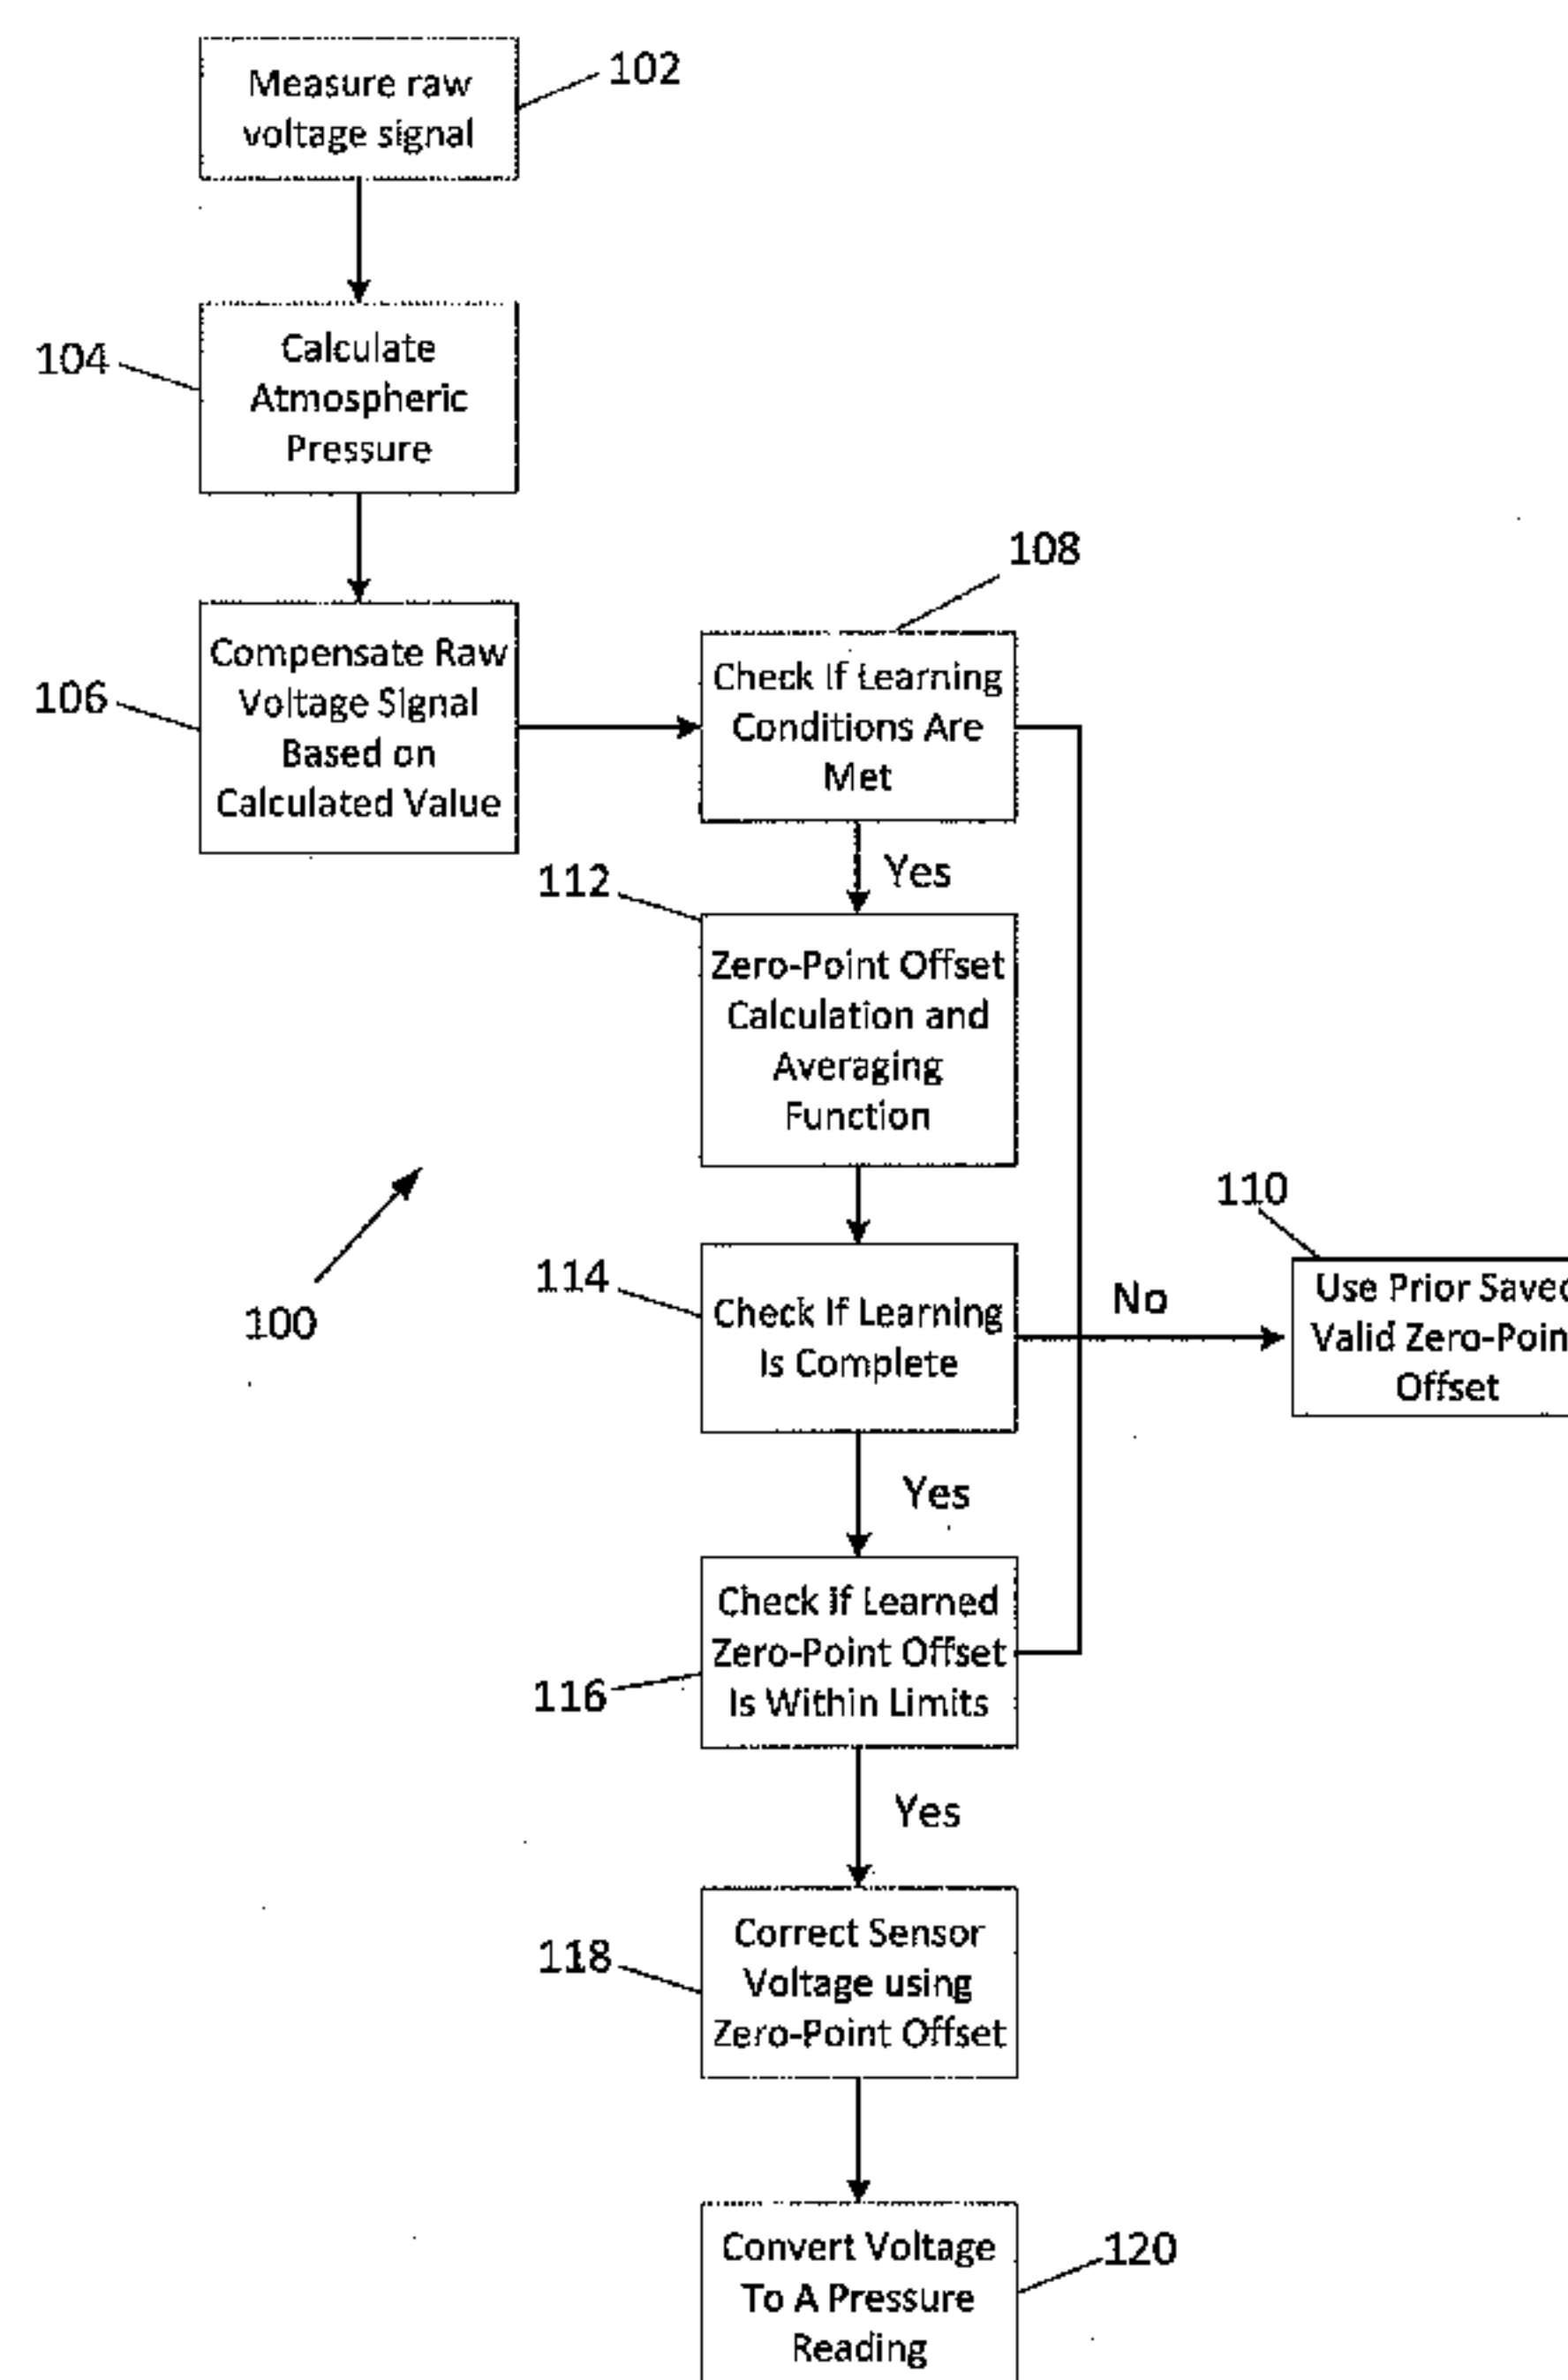 Measure raw
voltage signal
102
104
Calculate
Atmospheric
Pressure
106
Compensate Raw
Voltage Signal
Based on
Calculated Value
108
Check If Learning
Conditions Are
Met
Yes
112
Zero-Point Offset
Calculation and
Averaging
Function
100
114
Check If Learning
Is Complete
No
110
Use Prior Saved
Valid Zero-Poin
Offset
Yes
Check if Learned
Zero-Point Offset
Is Within Limits
116
Yes
118
Correct Sensor
Voltage using
Zero-Point Offset
Convert Voltage
To A Pressure
Reading
120